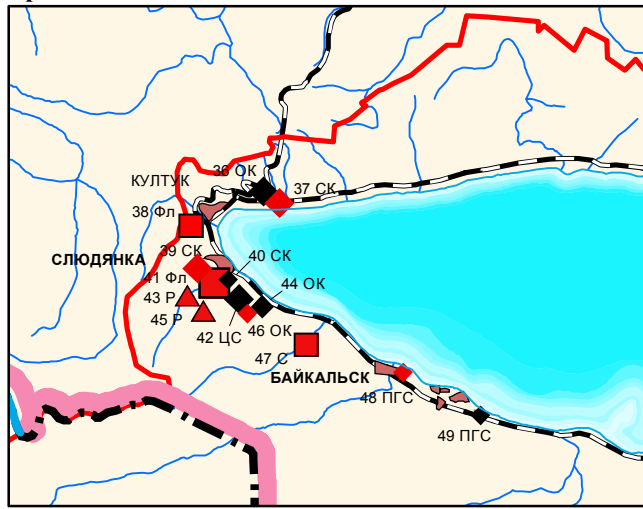 36 ОК
37 СК
КУЛТУК
38 Фл
39 СК
СЛЮДЯНКА
40 СК
41 Фл
44 ОК
43 Р
45 Р
42 ЦС
46 ОК
47 С
БАЙКАЛЬСК
48 ПГС
49 ПГС